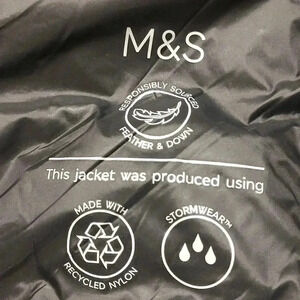 M&S
RESPONSIBLY SOURCED
FEATHER & DOWN
This jacket was produced using
MADE WITH
RECYCLED NYLON
STORMWEAR™